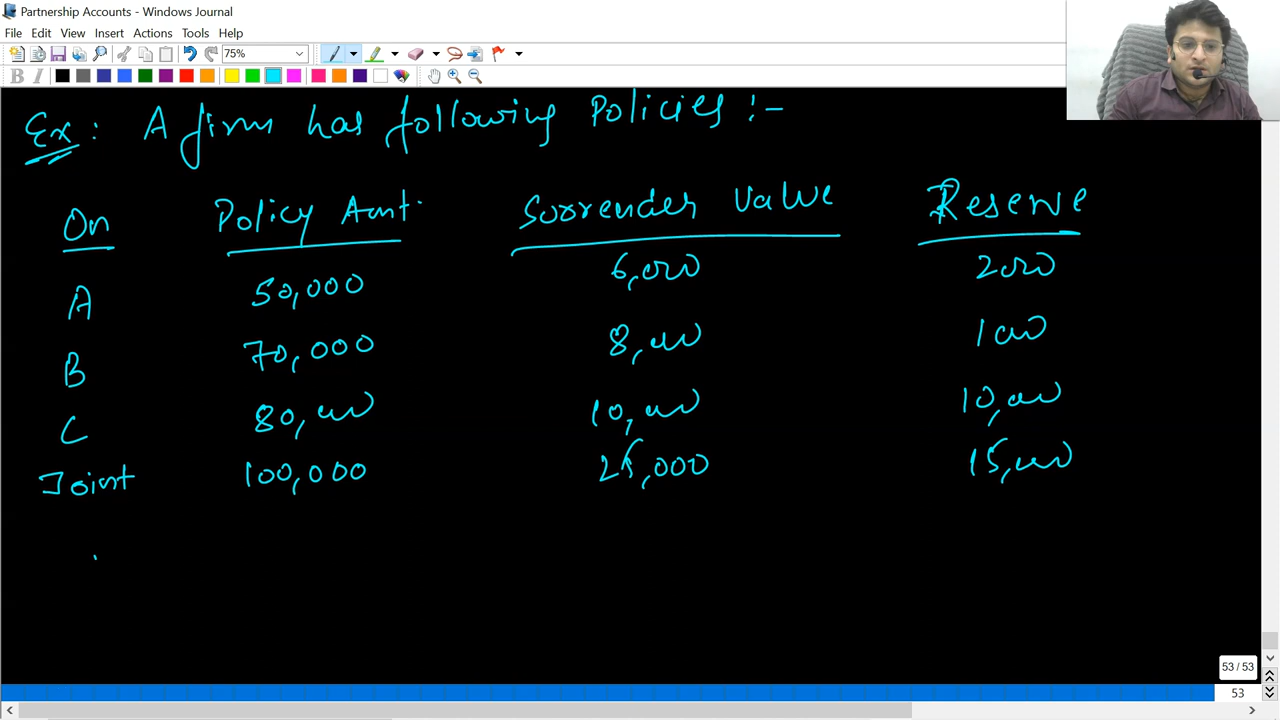 Partnership Accounts - Windows Journal
File Edit View Insert Actions Tools Help
75%
B I
Ex: A firm has following Policies :-
On Policy Amt. Surrender Value Reserve
A 50,000 6,000 2000
B 70,000 8,000 1000
C 80,000 10,000 10,000
Joint 100,000 25,000 15,000
53 / 53
53